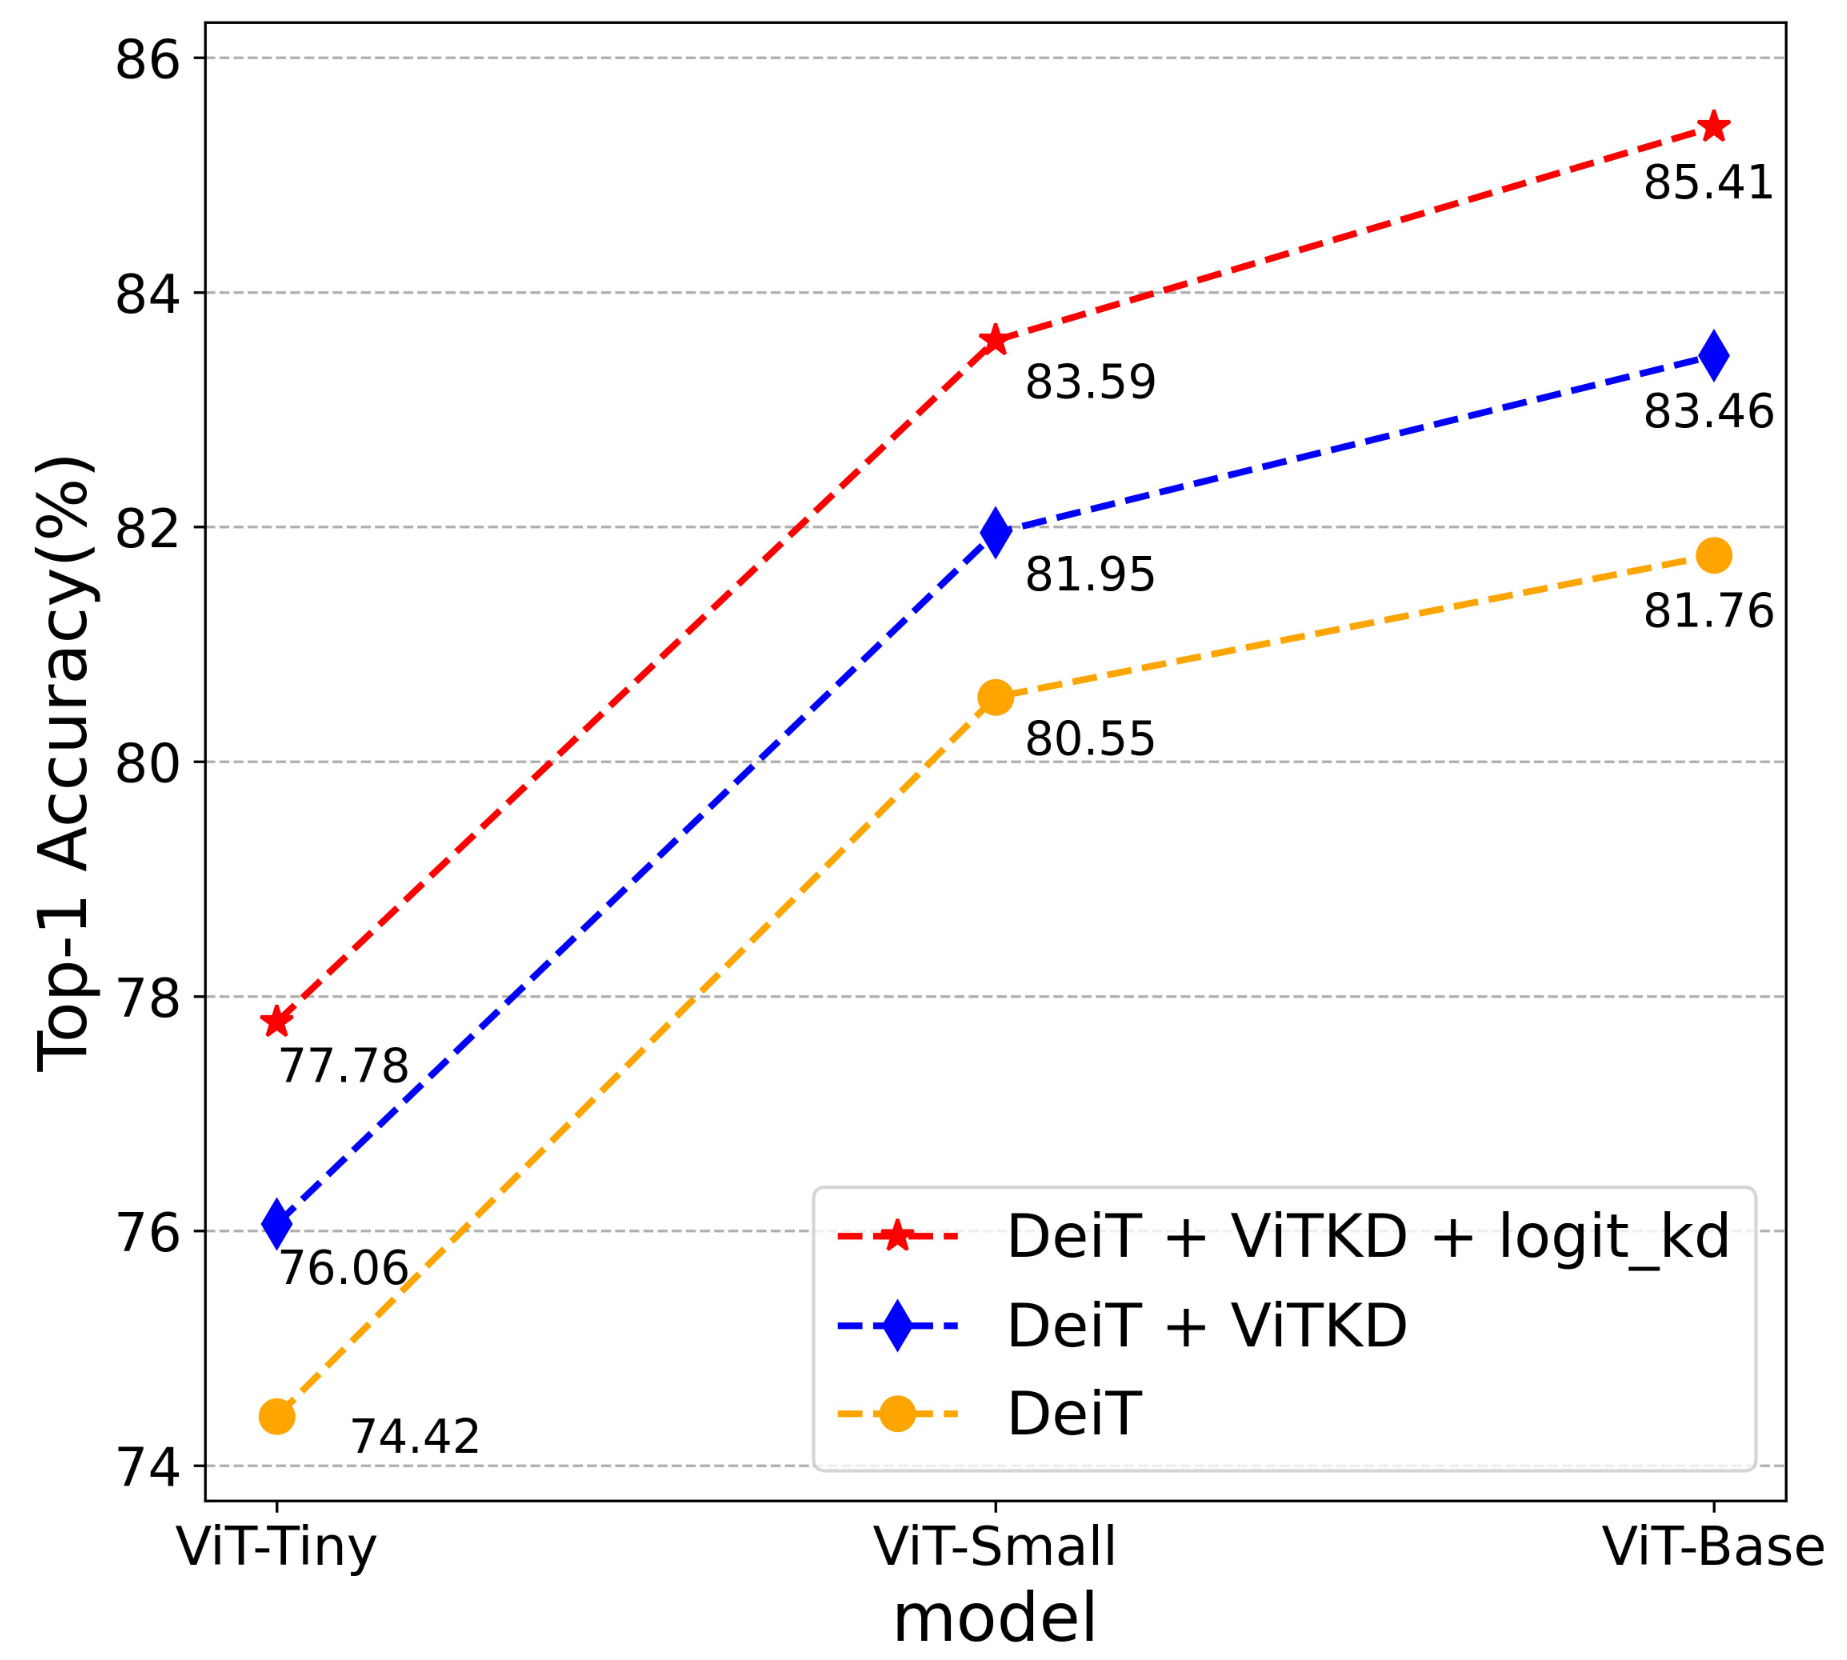 86
84
82
80
78
76
74
Top-1 Accuracy(%)
85.41
83.59
83.46
81.95
81.76
80.55
77.78
76.06
74.42
DeiT + ViTKD + logit_kd
DeiT + ViTKD
DeiT
ViT-Tiny ViT-Small ViT-Base
model